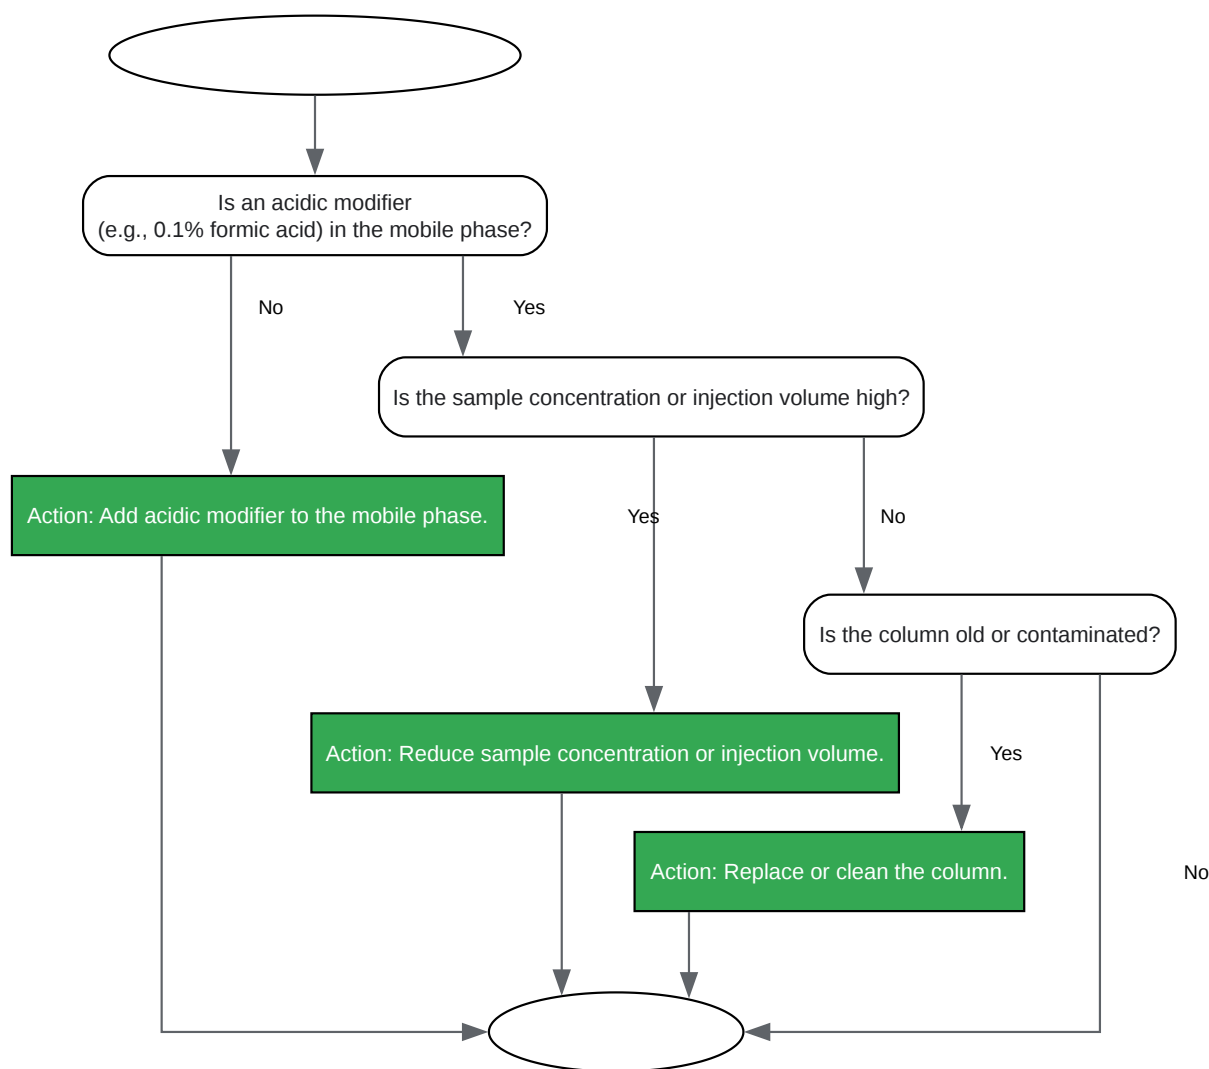 Is an acidic modifier
(e.g., 0.1% formic acid) in the mobile phase?
No
Yes
Is the sample concentration or injection volume high?
Action: Add acidic modifier to the mobile phase.
Yes
No
Is the column old or contaminated?
Action: Reduce sample concentration or injection volume.
Yes
Action: Replace or clean the column.
No